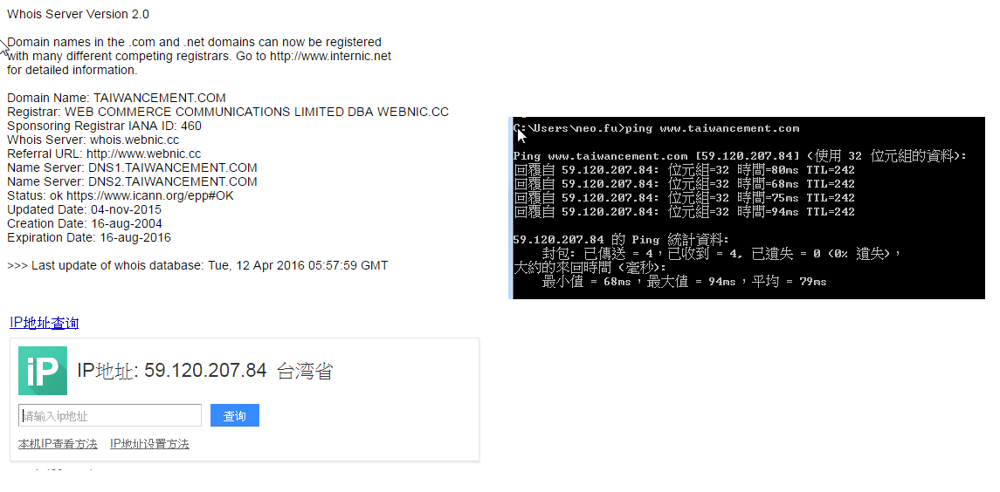 Whois Server Version 2.0
Domain names in the .com and .net domains can now be registered
with many different competing registrars. Go to http://www.internic.net
for detailed information.
Domain Name: TAIWANCEMENT.COM
Registrar: WEB COMMERCE COMMUNICATIONS LIMITED DBA WEBNIC.CC
Sponsoring Registrar IANA ID: 460
Whois Server: whois.webnic.cc
Referral URL: http://www.webnic.cc
Name Server: DNS1.TAIWANCEMENT.COM
Name Server: DNS2.TAIWANCEMENT.COM
Status: ok https://www.icann.org/epp#OK
Updated Date: 04-nov-2015
Creation Date: 16-aug-2004
Expiration Date: 16-aug-2016
>>> Last update of whois database: Tue, 12 Apr 2016 05:57:59 GMT
IP地址查询
iP
IP地址: 59.120.207.84 台湾省
请输入ip地址
查询
本机IP查看方法 IP地址设置方法
C:\Users\neo.fu>ping www.taiwancement.com
Ping www.taiwancement.com [59.120.207.84] (使用 32 位元組的資料):
回覆自 59.120.207.84: 位元組=32 時間=80ms TTL=242
回覆自 59.120.207.84: 位元組=32 時間=68ms TTL=242
回覆自 59.120.207.84: 位元組=32 時間=75ms TTL=242
回覆自 59.120.207.84: 位元組=32 時間=94ms TTL=242
59.120.207.84 的 Ping 統計資料:
封包: 已傳送 = 4，已收到 = 4, 已遺失 = 0 (0% 遺失)，
大約的來回時間 (毫秒):
最小值 = 68ms，最大值 = 94ms，平均 = 79ms